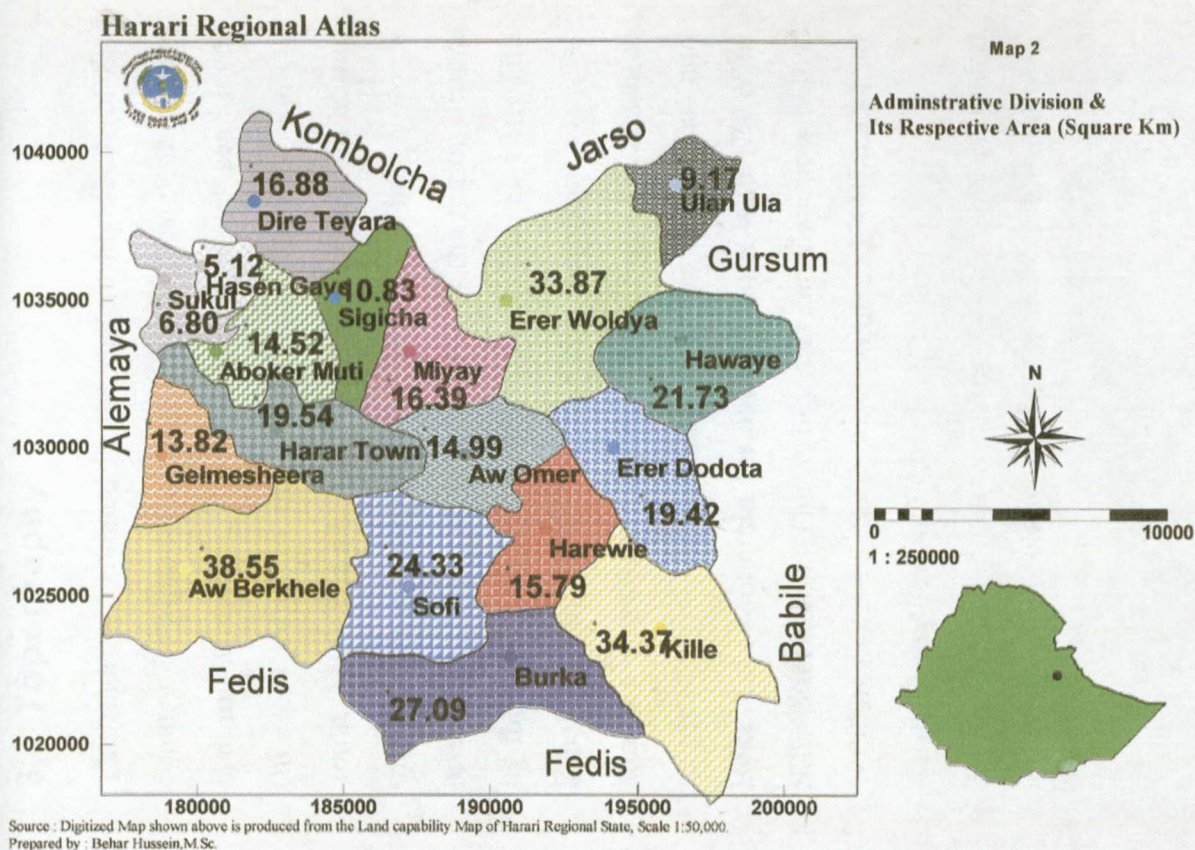 Harari Regional Atlas
Map 2
Adminstrative Division &
Its Respective Area (Square Km)
Kombolcha
Jarso
Gursum
Alemaya
Babile
Fedis
Fedis
1040000
1035000
1030000
1025000
1020000
180000
185000
190000
195000
200000
16.88
Dire Teyara
9.17
Ulan Ula
5.12
Hasen Gave
Sukul
6.80
10.83
Sigicha
33.87
Erer Woldya
14.52
Aboker Muti
Miyay
16.39
Hawaye
21.73
19.54
Harar Town
13.82
Gelmesheera
14.99
Aw Omer
Erer Dodota
19.42
38.55
Aw Berkhele
24.33
Sofi
Harewie
15.79
34.37
Kille
Burka
27.09
N
0
10000
1 : 250000
Source : Digitized Map shown above is produced from the Land capability Map of Harari Regional State, Scale 1:50,000.
Prepared by : Behar Hussein,M.Sc.